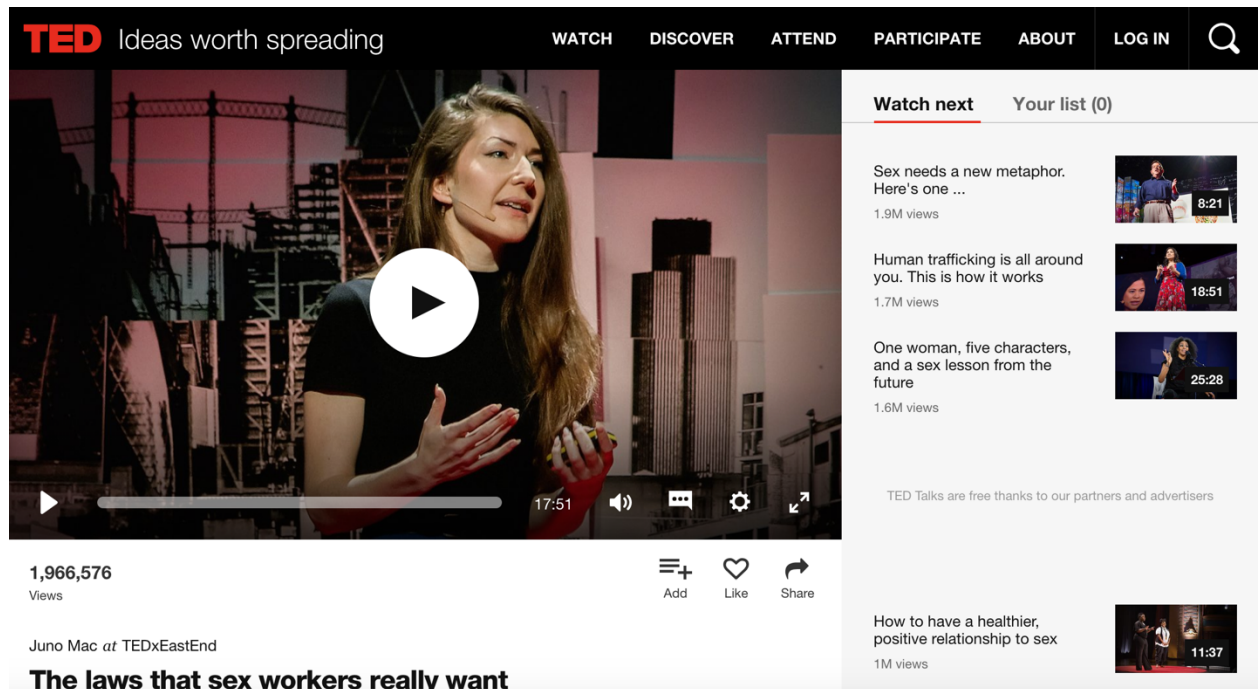 TED Ideas worth spreading
WATCH DISCOVER ATTEND PARTICIPATE ABOUT LOG IN
17:51
1,966,576
Views
Add Like Share
Juno Mac at TEDxEastEnd
The laws that sex workers really want
Watch next Your list (0)
Sex needs a new metaphor.
Here's one ...
1.9M views
8:21
Human trafficking is all around
you. This is how it works
1.7M views
18:51
One woman, five characters,
and a sex lesson from the
future
1.6M views
25:28
TED Talks are free thanks to our partners and advertisers
How to have a healthier,
positive relationship to sex
1M views
11:37